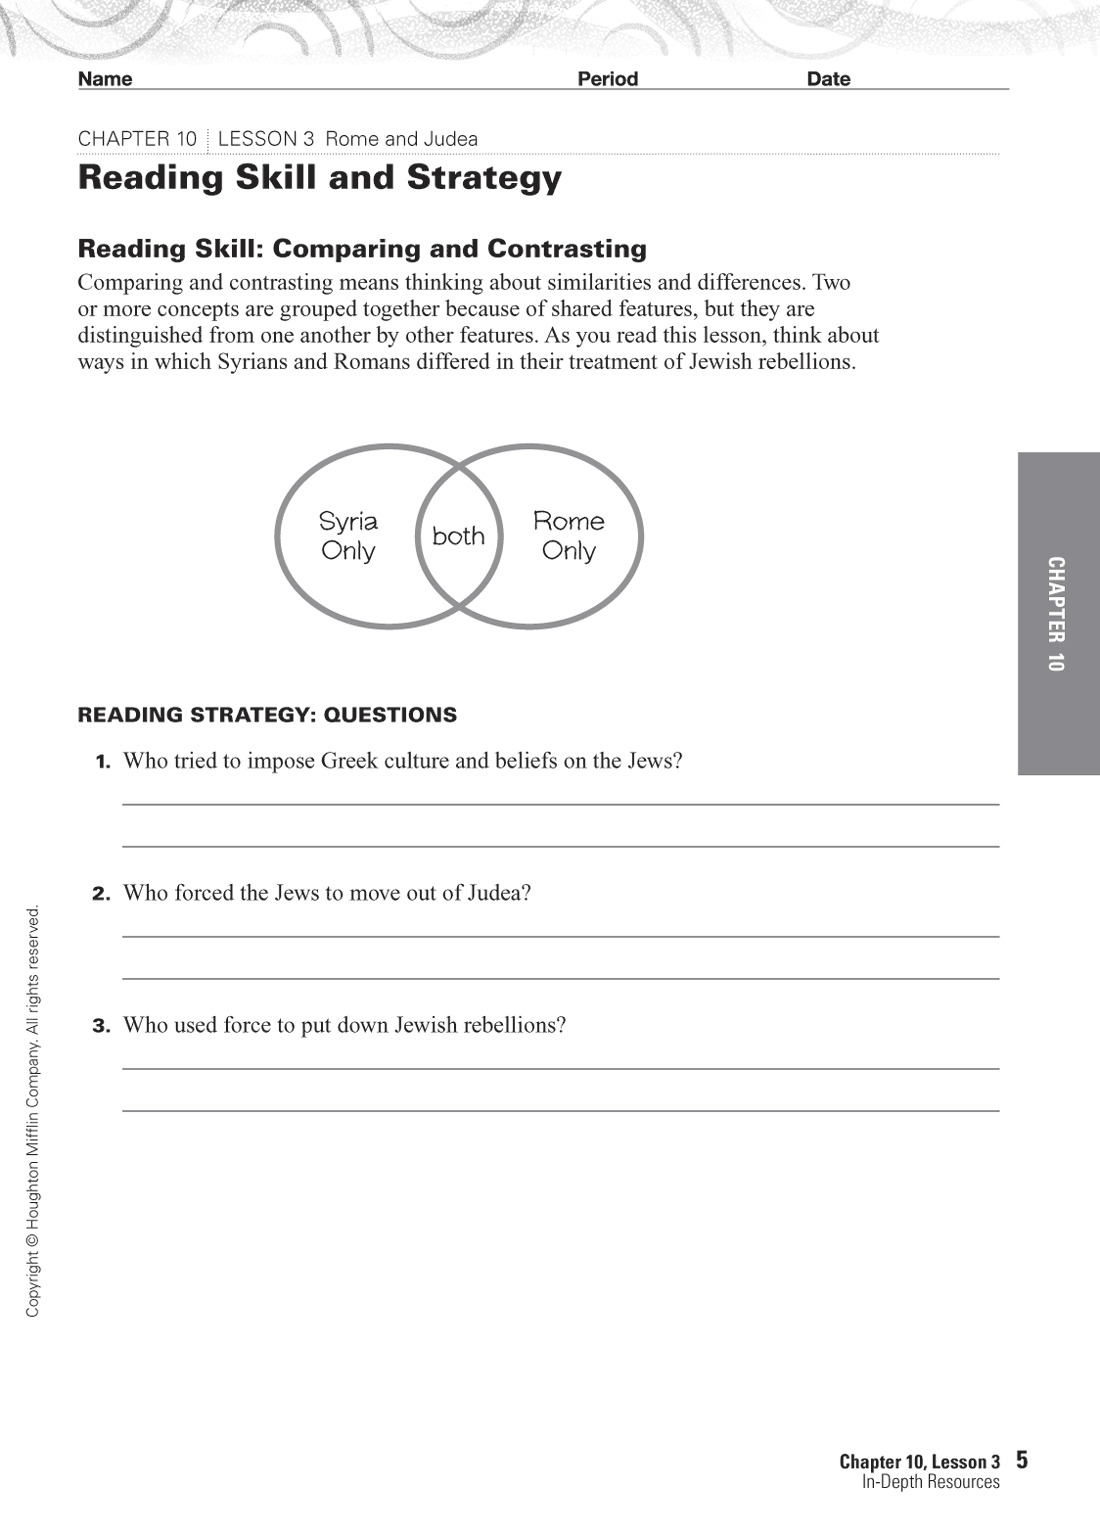 Name Period Date
CHAPTER 10 LESSON 3 Rome and Judea
Reading Skill and Strategy
Reading Skill: Comparing and Contrasting
Comparing and contrasting means thinking about similarities and differences. Two
or more concepts are grouped together because of shared features, but they are
distinguished from one another by other features. As you read this lesson, think about
ways in which Syrians and Romans differed in their treatment of Jewish rebellions.
Syria
Only
both
Rome
Only
CHAPTER 10
READING STRATEGY: QUESTIONS
1. Who tried to impose Greek culture and beliefs on the Jews?
2. Who forced the Jews to move out of Judea?
3. Who used force to put down Jewish rebellions?
Copyright © Houghton Mifflin Company. All rights reserved.
Chapter 10, Lesson 3 5
In-Depth Resources